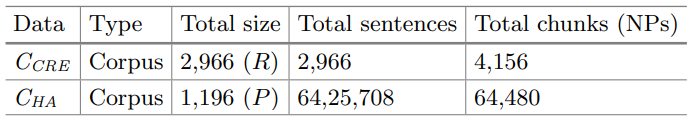 Data Type Total size Total sentences Total chunks (NPs)
C_CRE Corpus 2,966 (R) 2,966 4,156
C_HA Corpus 1,196 (P) 64,25,708 64,480